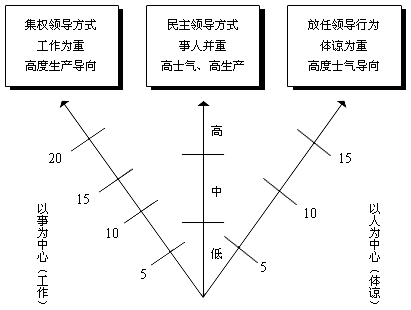 集权领导方式
工作为重
高度生产导向
民主领导方式
事人并重
高士气、高生产
放任领导行为
体谅为重
高度士气导向
高
中
低
20
15
10
5
15
10
5
以事为中心（工作）
以人为中心（体谅）